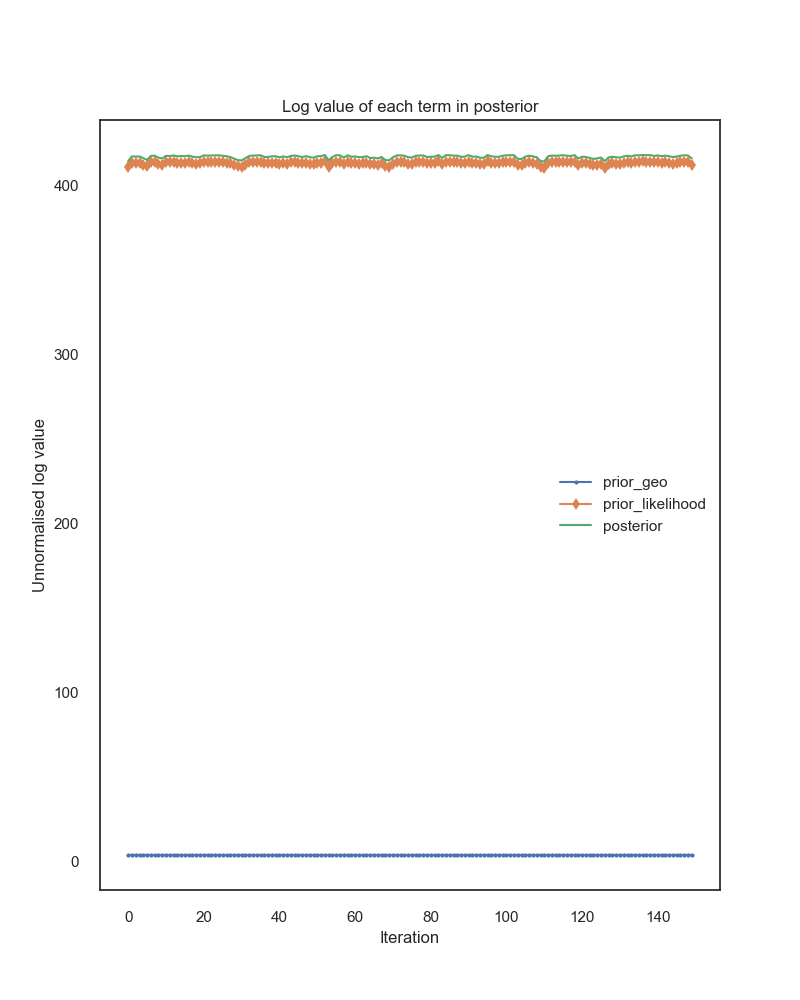 Log value of each term in posterior
Unnormalised log value
400
300
200
100
0
prior_geo
prior_likelihood
posterior
0 20 40 60 80 100 120 140
Iteration